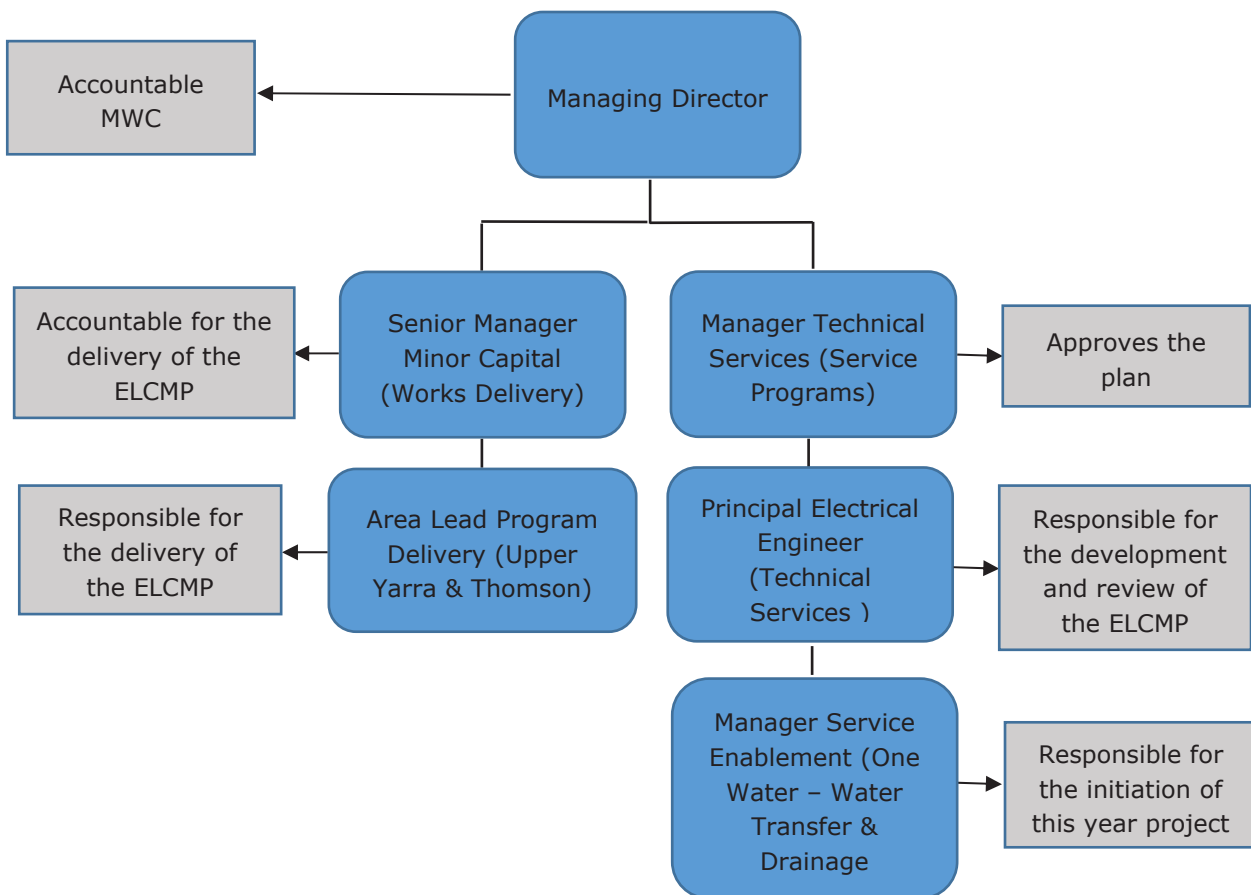 Accountable
MWC
Managing Director
Accountable for the
delivery of the
ELCMP
Senior Manager
Minor Capital
(Works Delivery)
Manager Technical
Services (Service
Programs)
Approves the
plan
Responsible for
the delivery of
the ELCMP
Area Lead Program
Delivery (Upper
Yarra & Thomson)
Principal Electrical
Engineer
(Technical
Services )
Responsible for
the development
and review of
the ELCMP
Manager Service
Enablement (One
Water – Water
Transfer &
Drainage
Responsible for
the initiation of
this year project